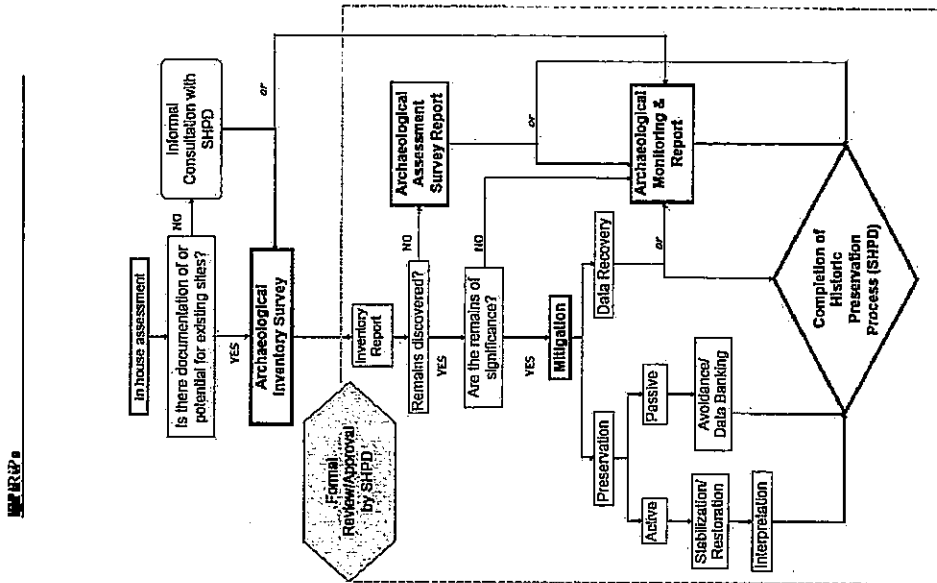 In house assessment
Is there documentation of or
potential for existing sites?
NO
Informal
Consultation with
SHPD
YES
or
Archaeological
Inventory Survey
Formal
Review/Approval
by SHPD
Inventory
Report
Remains discovered?
NO
Archaeological
Assessment
Survey Report
YES
or
Are the remains of
significance?
NO
YES
Mitigation
Archaeological
Monitoring &
Report
Preservation
Data Recovery
or
Active
Passive
Stabilization/
Restoration
Avoidance/
Data Banking
Interpretation
Completion of
Historic
Preservation
Process (SHPD)